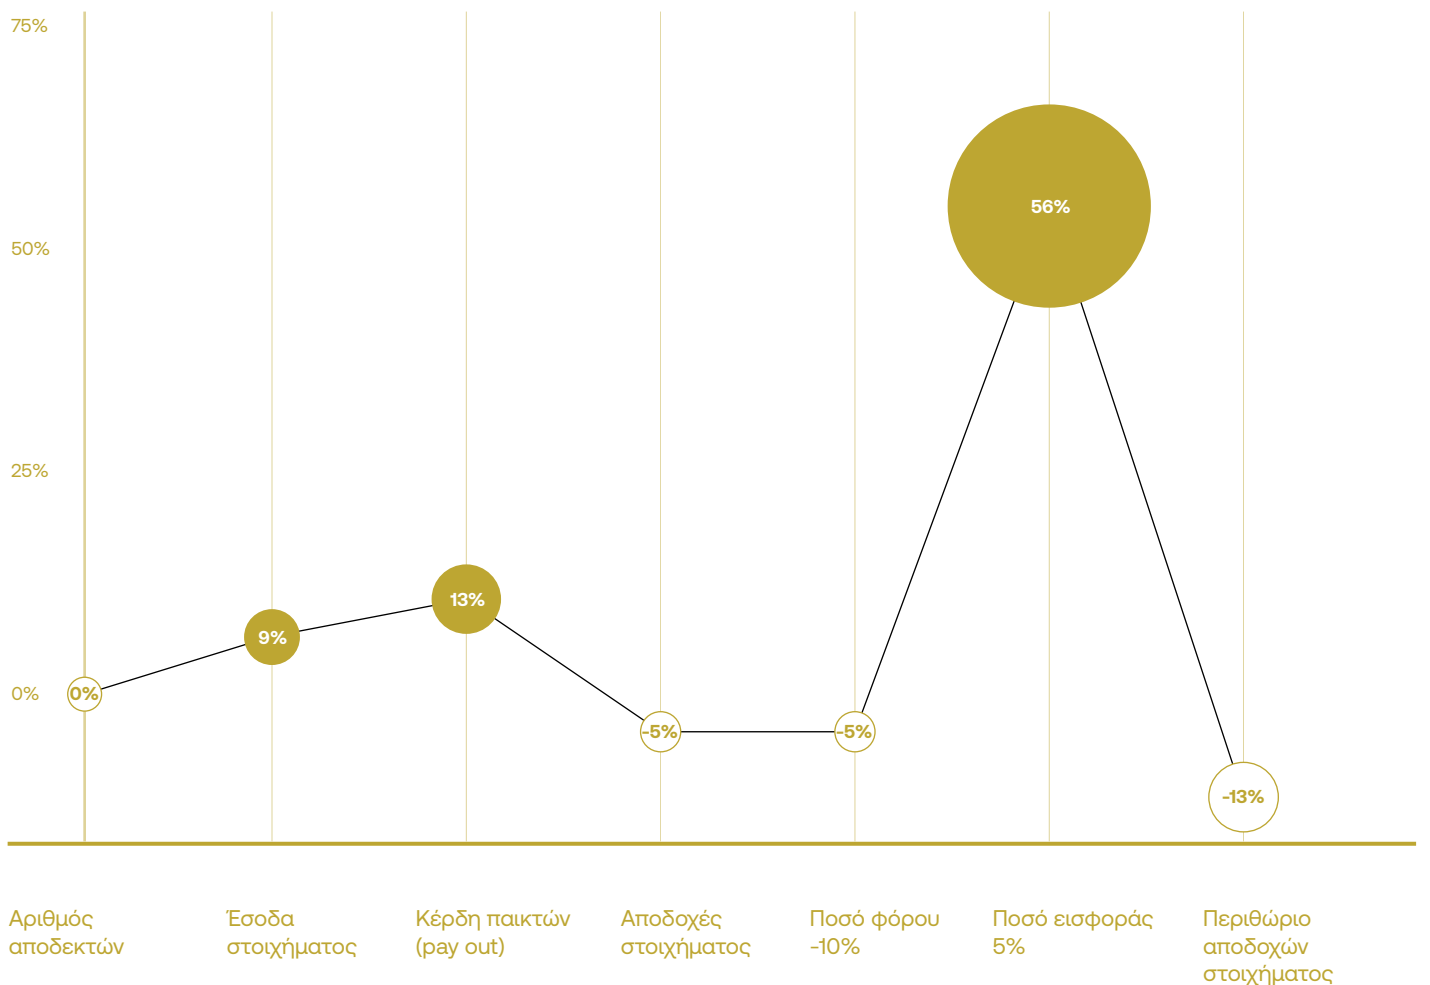 75%
50%
25%
0%
0%
9%
13%
-5%
-5%
56%
-13%
Αριθμός
αποδεκτών
Έσοδα
στοιχήματος
Κέρδη παικτών
(pay out)
Αποδοχές
στοιχήματος
Ποσό φόρου
-10%
Ποσό εισφοράς
5%
Περιθώριο
αποδοχών
στοιχήματος